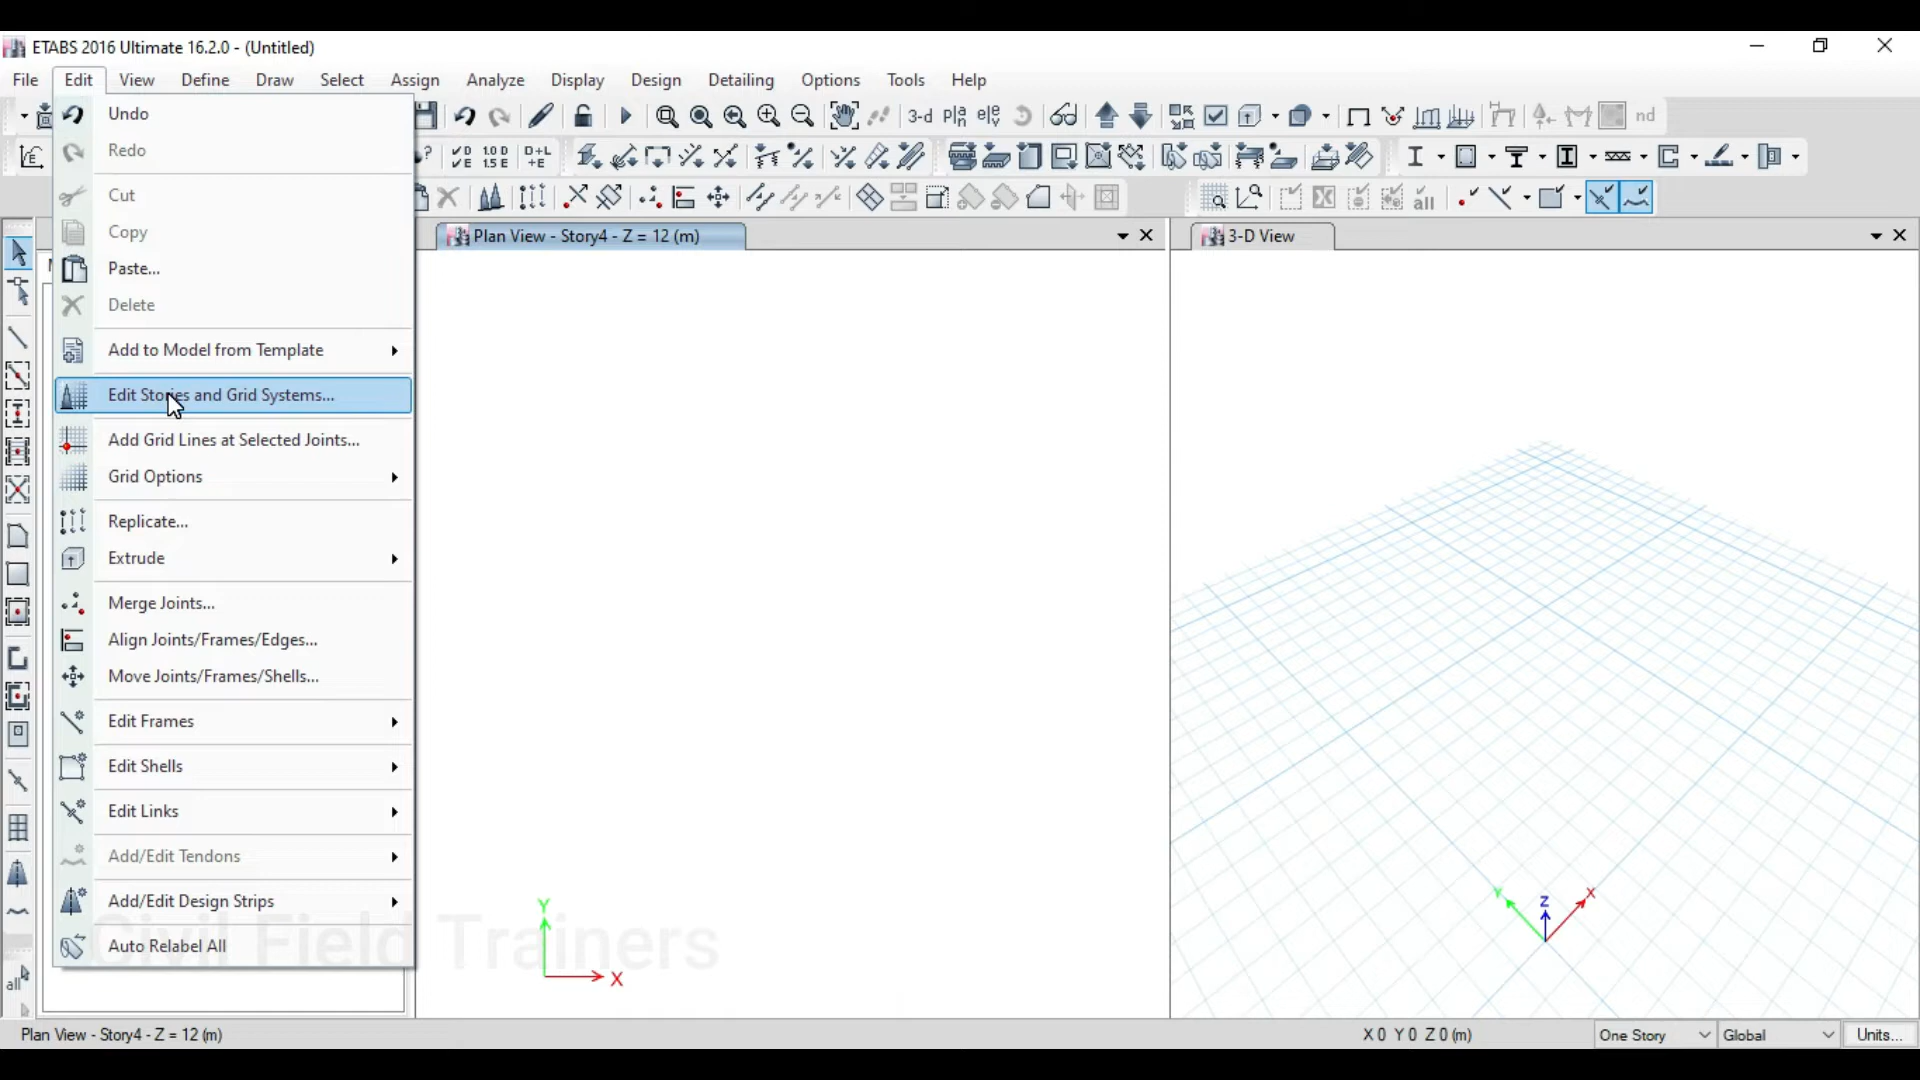 ETABS 2016 Ultimate 16.2.0 - (Untitled)
File Edit View Define Draw Select Assign Analyze Display Design Detailing Options Tools Help
Undo
Redo
Cut
Copy
Paste...
Delete
Add to Model from Template
Edit Stories and Grid Systems...
Add Grid Lines at Selected Joints...
Grid Options
Replicate...
Extrude
Merge Joints...
Align Joints/Frames/Edges...
Move Joints/Frames/Shells...
Edit Frames
Edit Shells
Edit Links
Add/Edit Tendons
Add/Edit Design Strips
Auto Relabel All
3-d
nd
all
Plan View - Story4 - Z = 12 (m)
Y
X
3-D View
Y Z X
all
Civil Field Trainers
Plan View - Story4 - Z = 12 (m)
X 0 Y 0 Z 0 (m)
One Story
Global
Units...